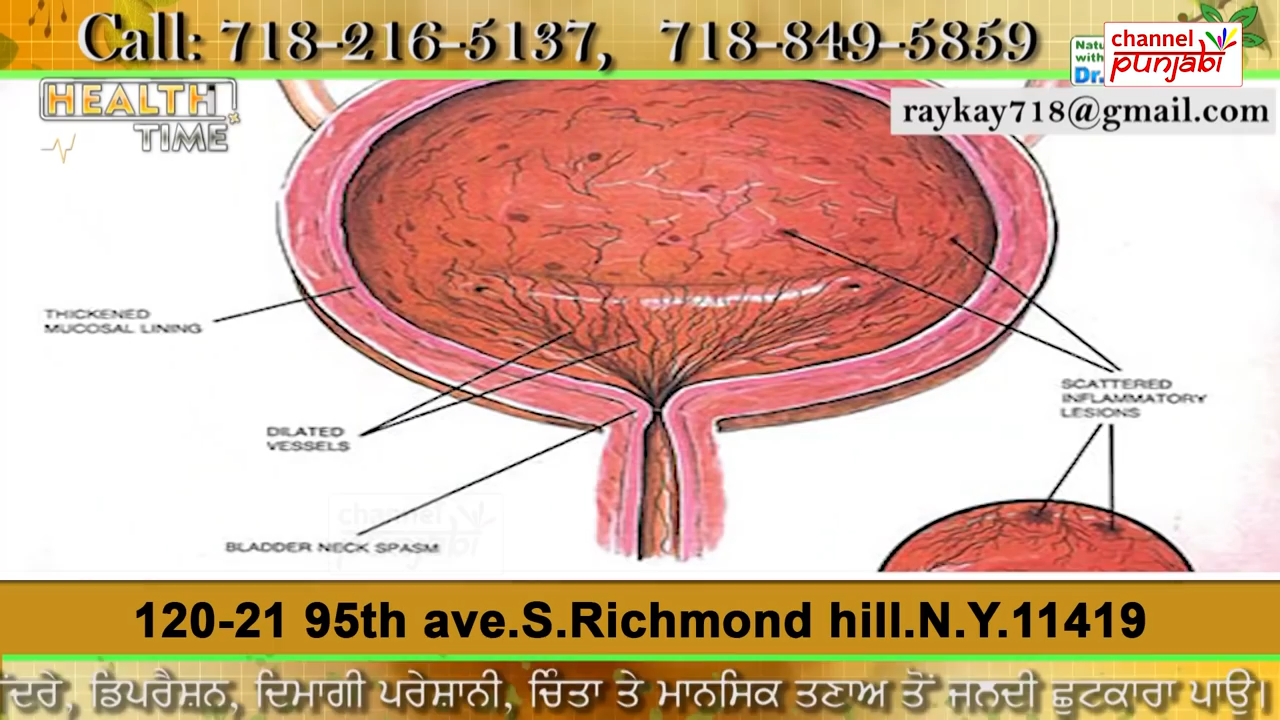 Call: 718-216-5137, 718-849-5859
Natu
with
Dr.
channel
punjabi
HEALTH
TIME
raykay718@gmail.com
THICKENED
MUCOSAL LINING
SCATTERED
INFLAMMATORY
LESIONS
DILATED
VESSELS
channel
punjabi
BLADDER NECK SPASM
120-21 95th ave.S.Richmond hill.N.Y.11419
ਡਿਪਰੈਸ਼ਨ, ਦਿਮਾਗੀ ਪਰੇਸ਼ਾਨੀ, ਚਿੰਤਾ ਤੇ ਮਾਨਸਿਕ ਤਣਾਅ ਤੋਂ ਜਲਦੀ ਛੁਟਕਾਰਾ ਪਾਉ।